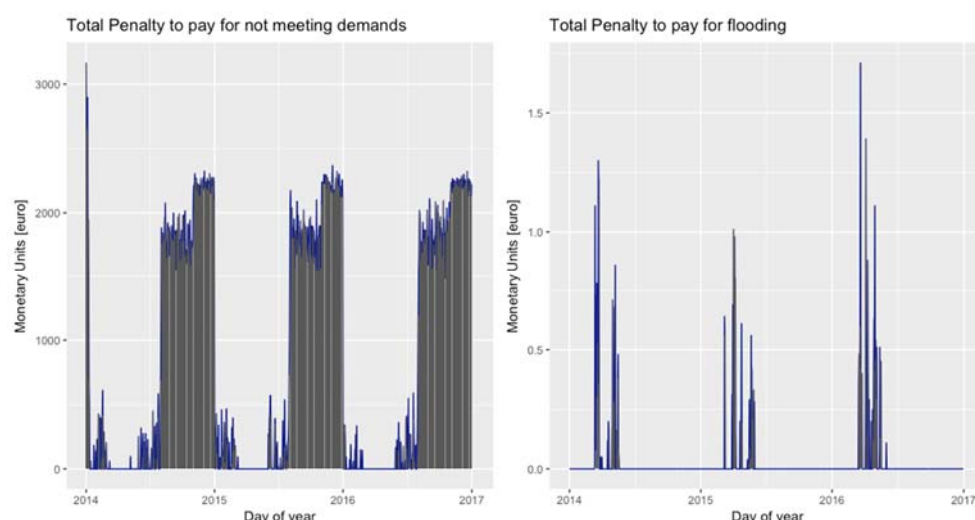 Total Penalty to pay for not meeting demands
Monetary Units [euro]
3000
2000
1000
0
2014
2015
2016
2017
Day of year
Total Penalty to pay for flooding
Monetary Units [euro]
1.5
1.0
0.5
0.0
2014
2015
2016
2017
Day of year